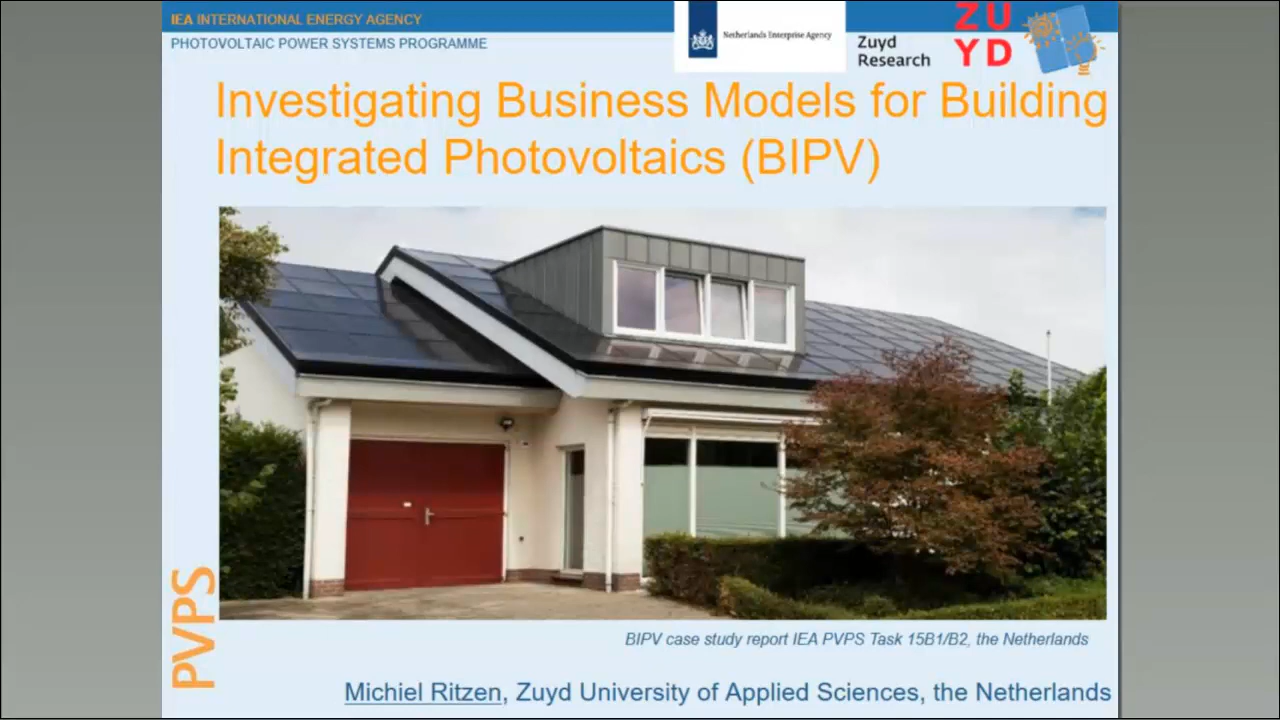 IEA INTERNATIONAL ENERGY AGENCY
PHOTOVOLTAIC POWER SYSTEMS PROGRAMME
Netherlands Enterprise Agency
Zuyd
Research
ZU
YD
Investigating Business Models for Building
Integrated Photovoltaics (BIPV)
PVPS
BIPV case study report IEA PVPS Task 15B1/B2, the Netherlands
Michiel Ritzen, Zuyd University of Applied Sciences, the Netherlands